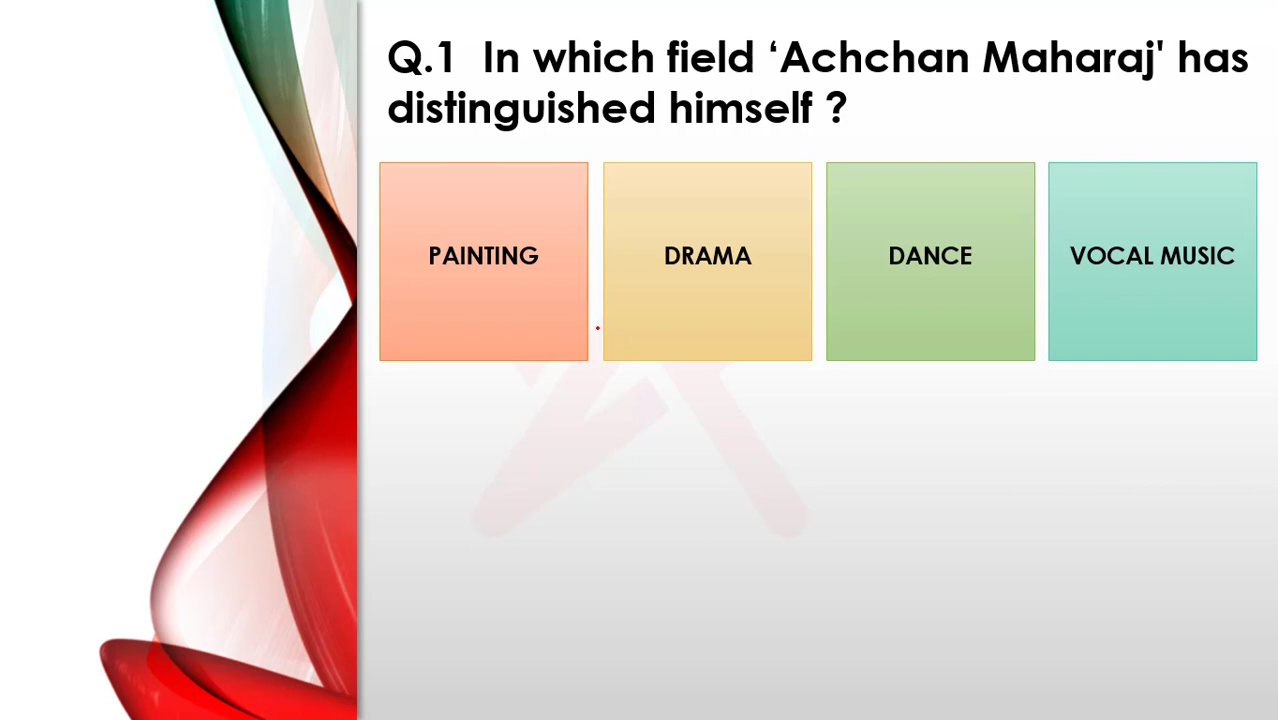 Q.1 In which field ‘Achchan Maharaj' has
distinguished himself ?
PAINTING
DRAMA
DANCE
VOCAL MUSIC